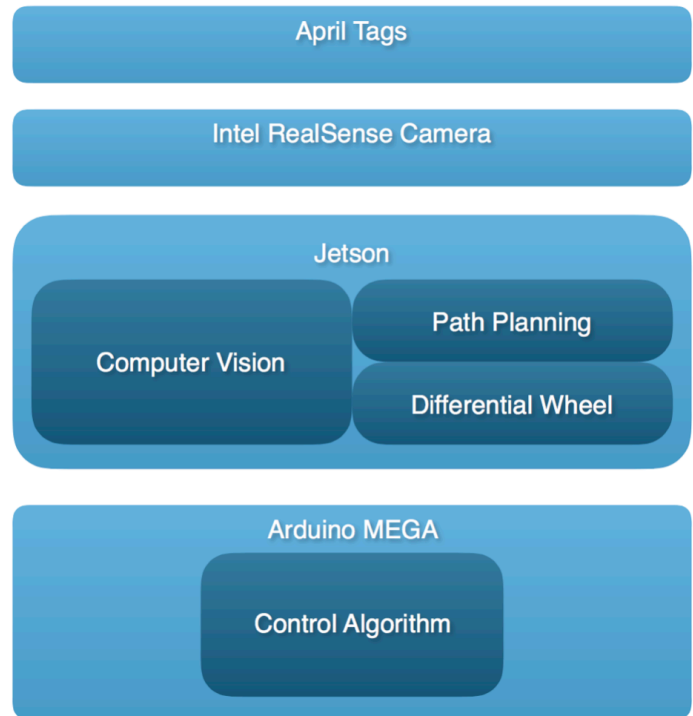 April Tags
Intel RealSense Camera
Jetson
Computer Vision
Path Planning
Differential Wheel
Arduino MEGA
Control Algorithm